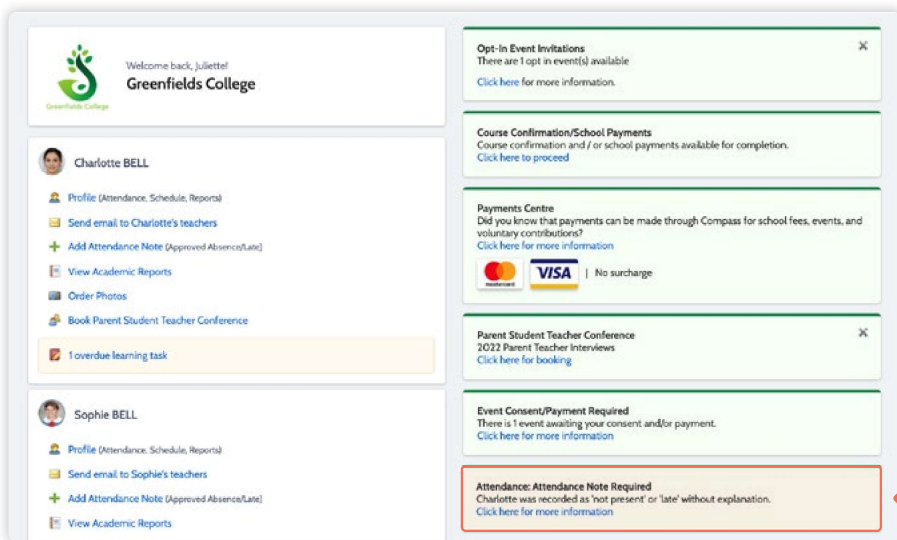 Welcome back, Juliette!
Greenfields College
Greenfields College
Charlotte BELL
Profile (Attendance, Schedule, Reports)
Send email to Charlotte's teachers
Add Attendance Note (Approved Absence/Late)
View Academic Reports
Order Photos
Book Parent Student Teacher Conference
1 overdue learning task
Sophie BELL
Profile (Attendance, Schedule, Reports)
Send email to Sophie's teachers
Add Attendance Note (Approved Absence/Late)
View Academic Reports
Opt-In Event Invitations
There are 1 opt in event(s) available
Click here for more information.
Course Confirmation/School Payments
Course confirmation and / or school payments available for completion.
Click here to proceed
Payments Centre
Did you know that payments can be made through Compass for school fees, events, and
voluntary contributions?
Click here for more information
mastercard VISA | No surcharge
Parent Student Teacher Conference
2022 Parent Teacher Interviews
Click here for booking
Event Consent/Payment Required
There is 1 event awaiting your consent and/or payment.
Click here for more information
Attendance: Attendance Note Required
Charlotte was recorded as 'not present' or 'late' without explanation.
Click here for more information